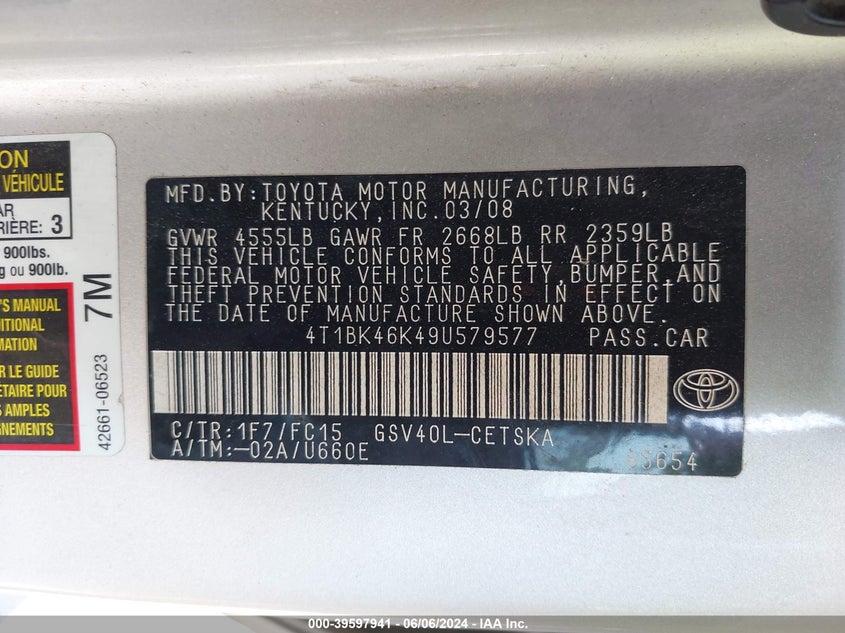 ON
VÉHICULE
AR
RIÈRE: 3
900lbs.
g ou 900lb.
'S MANUAL
DITIONAL
MATION
R LE GUIDE
ÉTAIRE POUR
S AMPLES
GNEMENTS
7M
42661-06523
MFD.BY:TOYOTA MOTOR MANUFACTURING,
KENTUCKY,INC.03/08
GVWR 4555LB GAWR FR 2668LB RR 2359LB
THIS VEHICLE CONFORMS TO ALL APPLICABLE
FEDERAL MOTOR VEHICLE SAFETY,BUMPER,AND
THEFT PREVENTION STANDARDS IN EFFECT ON
THE DATE OF MANUFACTURE SHOWN ABOVE.
4T1BK46K49U579577 PASS.CAR
C/TR:1F7/FC15 GSV40L-CETSKA
A/TM:-02A/U660E
000-39597941 - 06/06/2024 - IAA Inc.